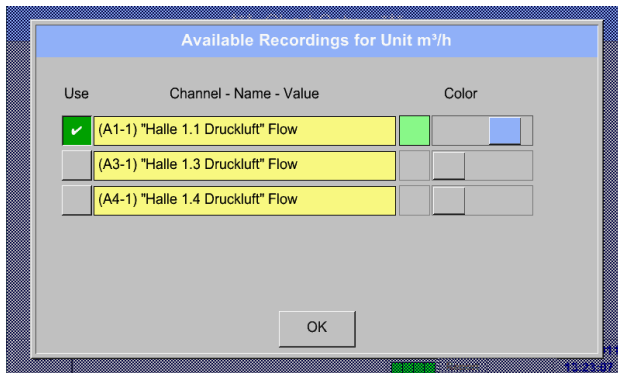 Available Recordings for Unit m³/h
Use Channel - Name - Value Color
(A1-1) "Halle 1.1 Druckluft" Flow
(A3-1) "Halle 1.3 Druckluft" Flow
(A4-1) "Halle 1.4 Druckluft" Flow
OK
13:23:07